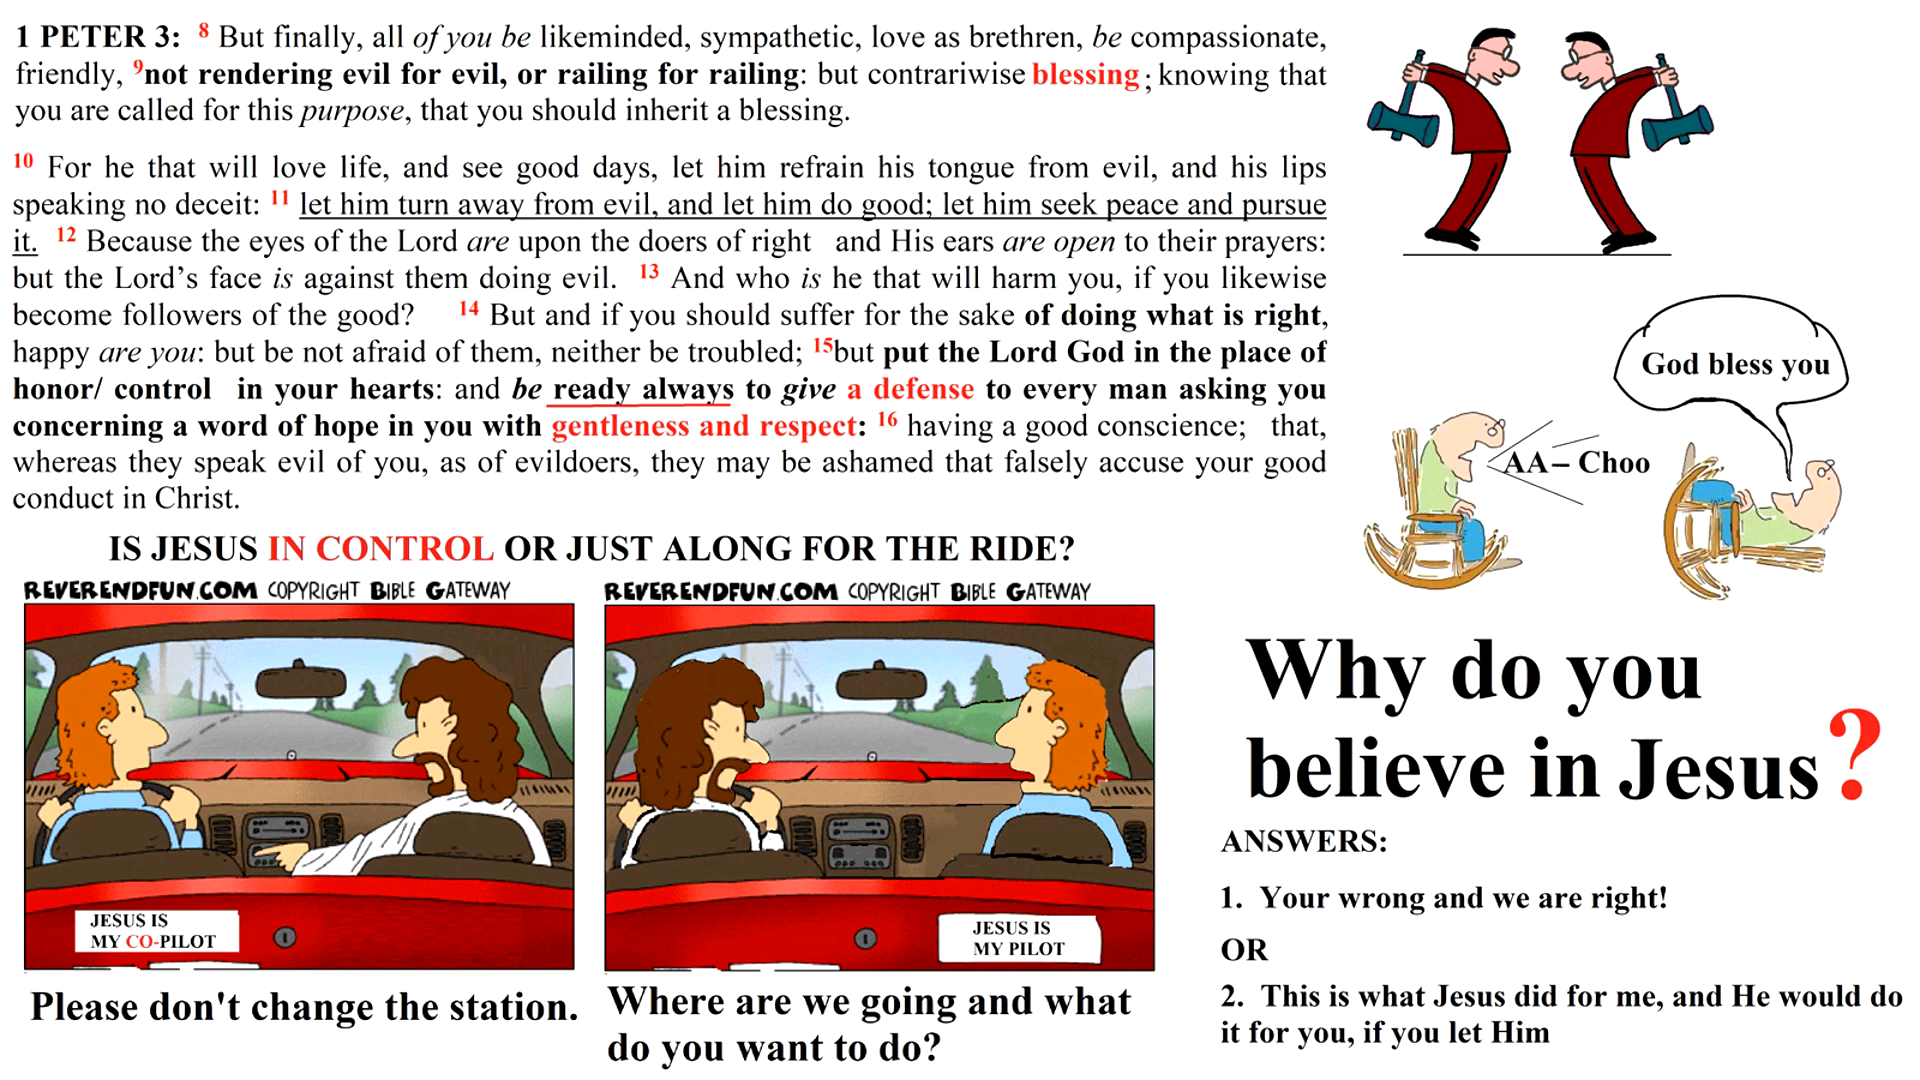 1 PETER 3: 8 But finally, all of you be likeminded, sympathetic, love as brethren, be compassionate,
friendly, 9not rendering evil for evil, or railing for railing: but contrariwise blessing ; knowing that
you are called for this purpose, that you should inherit a blessing.
10 For he that will love life, and see good days, let him refrain his tongue from evil, and his lips
speaking no deceit: 11 let him turn away from evil, and let him do good; let him seek peace and pursue
it. 12 Because the eyes of the Lord are upon the doers of right and His ears are open to their prayers:
but the Lord's face is against them doing evil. 13 And who is he that will harm you, if you likewise
become followers of the good? 14 But and if you should suffer for the sake of doing what is right,
happy are you: but be not afraid of them, neither be troubled; 15but put the Lord God in the place of
honor/ control in your hearts: and be ready always to give a defense to every man asking you
concerning a word of hope in you with gentleness and respect: 16 having a good conscience; that,
whereas they speak evil of you, as of evildoers, they may be ashamed that falsely accuse your good
conduct in Christ.
God bless you
AA– Choo
IS JESUS IN CONTROL OR JUST ALONG FOR THE RIDE?
REVERENDFUN.COM COPYRIGHT BIBLE GATEWAY
JESUS IS
MY CO-PILOT
Please don't change the station.
REVERENDFUN.COM COPYRIGHT BIBLE GATEWAY
JESUS IS
MY PILOT
Where are we going and what
do you want to do?
Why do you
believe in Jesus?
ANSWERS:
1. Your wrong and we are right!
OR
2. This is what Jesus did for me, and He would do
it for you, if you let Him